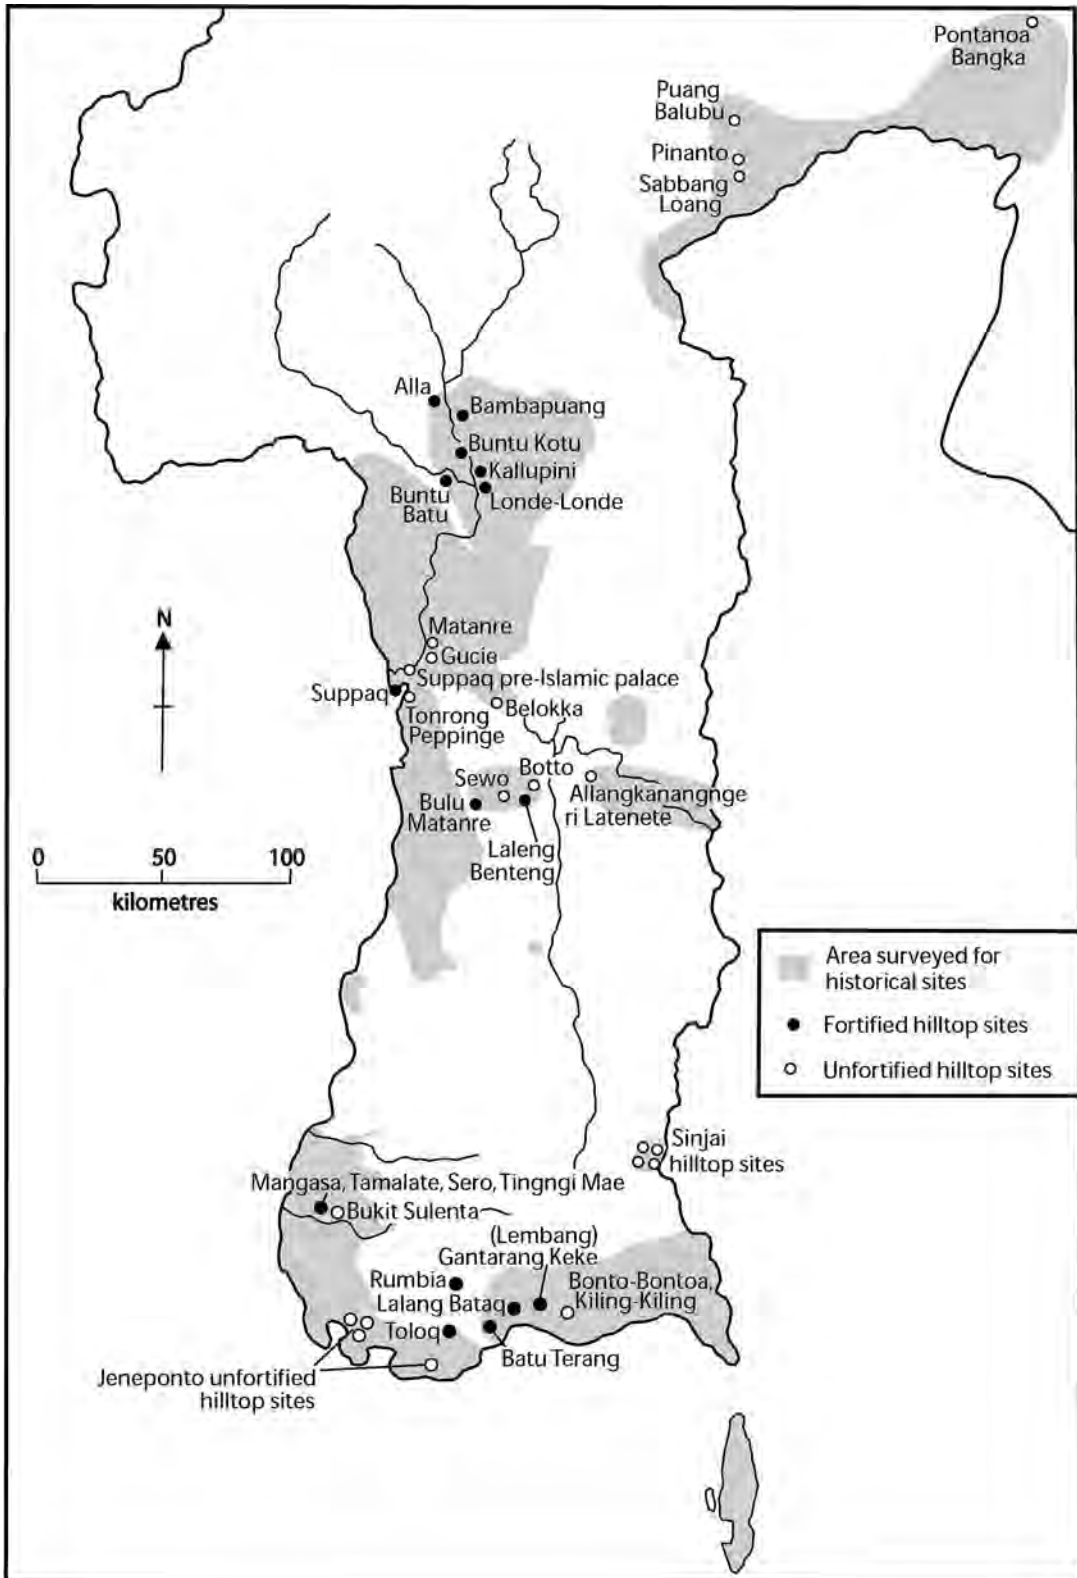 Pontanoa
Bangka
Puang
Balubu
Pinanto
Sabbang
Loang
Alla
Bambapuang
Buntu Kotu
Kallupini
Buntu
Batu
Londe-Londe
N
Matanre
Gucie
Suppaq pre-Islamic palace
Suppaq
Tonrong
Peppinge
Belokka
Botto
Sewo
Allangkanangnge
ri Latenete
Bulu
Matanre
Laleng
Benteng
0 50 100
kilometres
Area surveyed for
historical sites
Fortified hilltop sites
Unfortified hilltop sites
Sinjai
hilltop sites
Mangasa, Tamalate, Sero, Tingngi Mae
Bukit Sulenta
(Lembang)
Gantarang Keke
Rumbia
Bonto-Bontoa,
Kiling-Kiling
Lalang Bataq
Toloq
Batu Terang
Jeneponto unfortified
hilltop sites